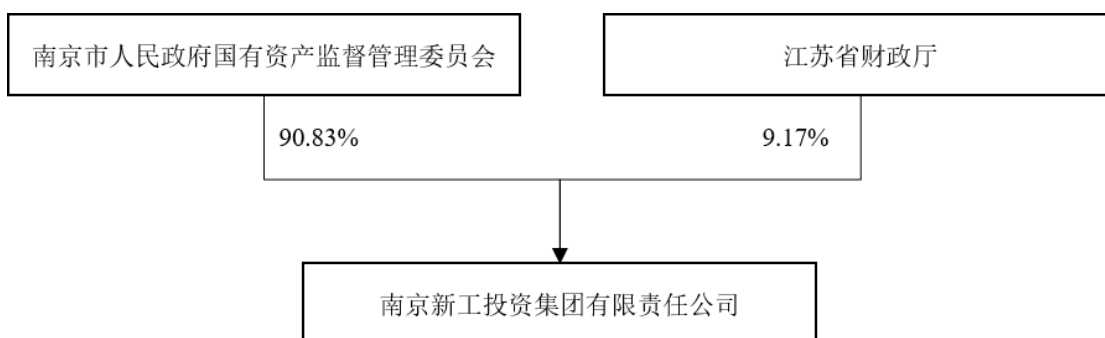 南京市人民政府国有资产监督管理委员会
江苏省财政厅
90.83%
9.17%
南京新工投资集团有限责任公司